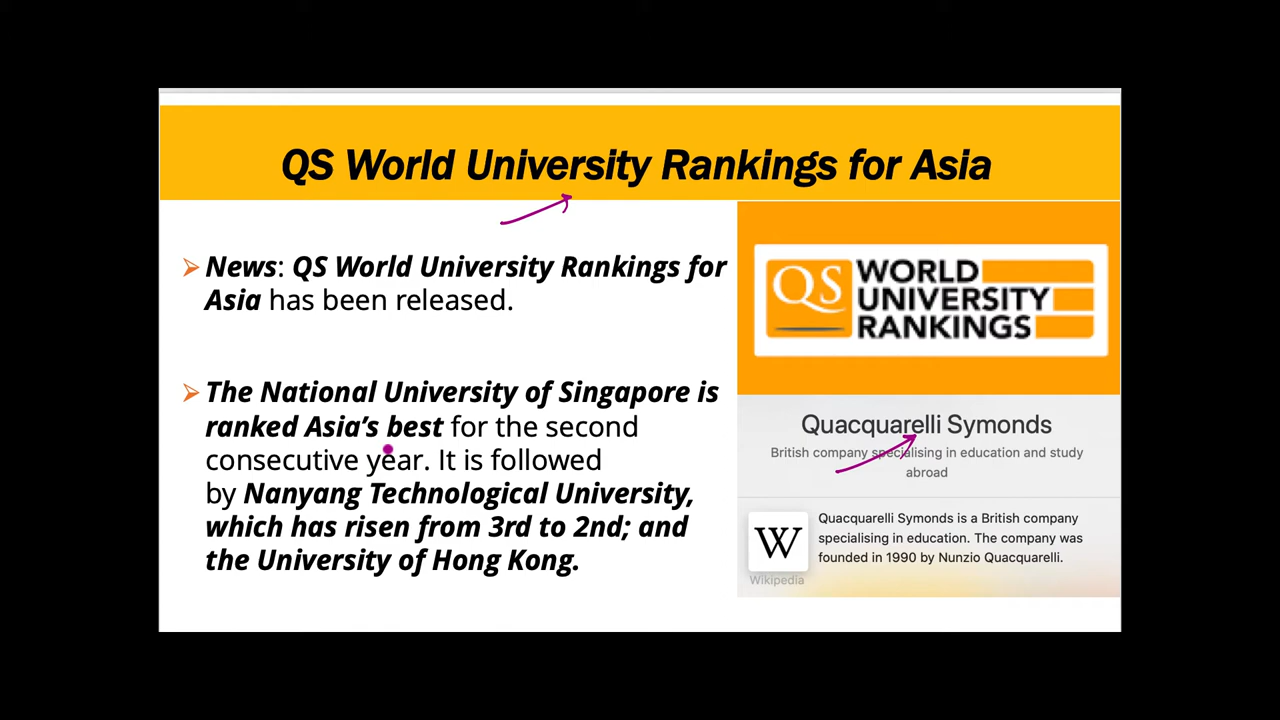 QS World University Rankings for Asia
News: QS World University Rankings for
Asia has been released.
The National University of Singapore is
ranked Asia's best for the second
consecutive year. It is followed
by Nanyang Technological University,
which has risen from 3rd to 2nd; and
the University of Hong Kong.
QS
WORLD
UNIVERSITY
RANKINGS
Quacquarelli Symonds
British company specialising in education and study
abroad
W
Wikipedia
Quacquarelli Symonds is a British company
specialising in education. The company was
founded in 1990 by Nunzio Quacquarelli.